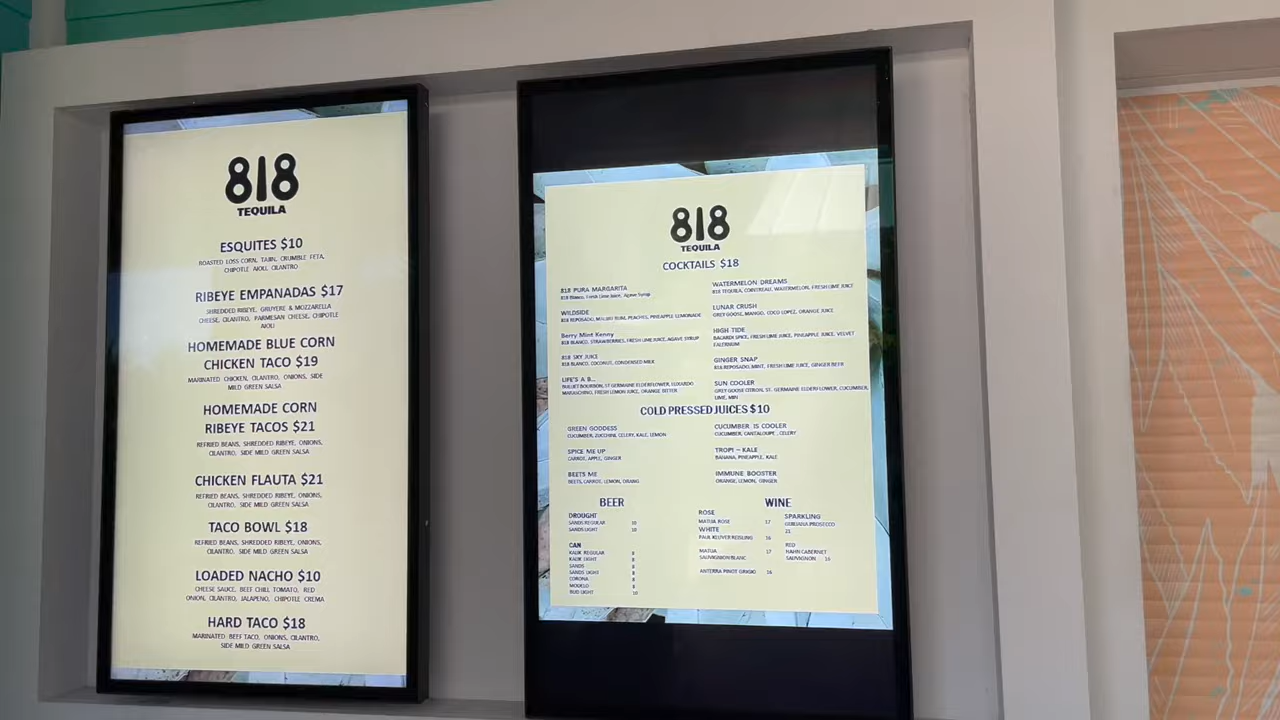 818
TEQUILA
ESQUITES $10
ROASTED LOSS CORN, TAJIN, CRUMBLE FETA,
CHIPOTLE AIOLI, CILANTRO
RIBEYE EMPANADAS $17
SHREDDED RIBEYE, GRUYERE & MOZZARELLA
CHEESE, CILANTRO, PARMESAN CHEESE, CHIPOTLE
AIOLI
HOMEMADE BLUE CORN
CHICKEN TACO $19
MARINATED CHICKEN, CILANTRO, ONIONS, SIDE
MILD GREEN SALSA
HOMEMADE CORN
RIBEYE TACOS $21
REFRIED BEANS, SHREDDED RIBEYE, ONIONS,
CILANTRO, SIDE MILD GREEN SALSA
CHICKEN FLAUTA $21
REFRIED BEANS, SHREDDED RIBEYE, ONIONS,
CILANTRO, SIDE MILD GREEN SALSA
TACO BOWL $18
REFRIED BEANS, SHREDDED RIBEYE, ONIONS,
CILANTRO, SIDE MILD GREEN SALSA
LOADED NACHO $10
CHEESE SAUCE, BEEF CHILI TOMATO, RED
ONION, CILANTRO, JALAPENO, CHIPOTLE CREMA
HARD TACO $18
MARINATED BEEF TACO, ONIONS, CILANTRO,
SIDE MILD GREEN SALSA
818
TEQUILA
COCKTAILS $18
818 PURA MARGARITA
818 Blanco, Fresh Lime Juice, Agave Syrup
WILDSIDE
818 REPOSADO, MALIBU RUM, PEACHES, PINEAPPLE LEMONADE
Berry Mint Kenny
818 BLANCO, STRAWBERRIES, FRESH LIME JUICE, AGAVE SYRUP
818 SKY JUICE
818 BLANCO, COCONUT, CONDENSED MILK
LIFE'S A B...
BULLIET BOURBON, ST GERMAINE ELDERFLOWER, LUXARDO
MARASCHINO, FRESH LEMON JUICE, ORANGE BITTER
WATERMELON DREAMS
818 TEQUILA, COINTREAU, WATERMELON, FRESH LIME JUICE
LUNAR CRUSH
GREY GOOSE, MANGO, COCO LOPEZ, ORANGE JUICE
HIGH TIDE
BACARDI SPICE, FRESH LIME JUICE, PINEAPPLE JUICE, VELVET
FALERNUM
GINGER SNAP
818 REPOSADO, MINT, FRESH LIME JUICE, GINGER BEER
SUN COOLER
GREY GOOSE CITRON, ST. GERMAINE ELDERFLOWER, CUCUMBER,
LIME, MIN
COLD PRESSED JUICES $10
GREEN GODDESS
CUCUMBER, ZUCCHINI, CELERY, KALE, LEMON
SPICE ME UP
CARROT, APPLE, GINGER
BEETS ME
BEETS, CARROT, LEMON, ORANG
CUCUMBER IS COOLER
CUCUMBER, CANTALOUPE , CELERY
TROPI – KALE
BANANA, PINEAPPLE, KALE
IMMUNE BOOSTER
ORANGE, LEMON, GINGER
BEER
DROUGHT
SANDS REGULAR 10
SANDS LIGHT 10
CAN
KALIK REGULAR 8
KALIK LIGHT 8
SANDS 8
SANDS LIGHT 8
CORONA 8
MODELO 8
BUD LIGHT 10
WINE
ROSE
MATUA ROSE 17
WHITE
PAUL KLUVER REISLING 16
MATUA 17
SAUVIGNON BLANC
ANTERRA PINOT GRIGIO 16
SPARKLING
PROSECCO
21
RED
HAHN CABERNET
SAUVIGNON 16